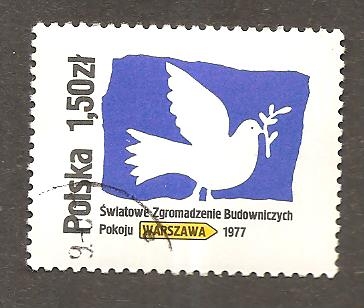 Polska 1,50zł
Światowe Zgromadzenie Budowniczych
Pokoju WARSZAWA 1977